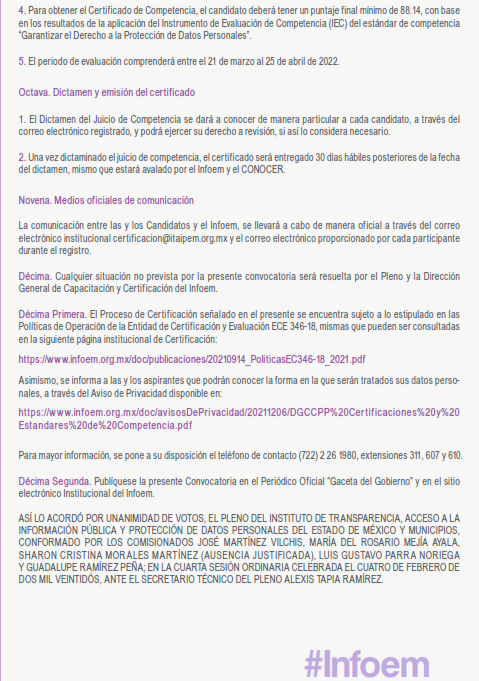 4. Para obtener el Certificado de Competencia, el candidato deberá tener un puntaje final mínimo de 88.14, con base
en los resultados de la aplicación del Instrumento de Evaluación de Competencia (IEC) del estándar de competencia
"Garantizar el Derecho a la Protección de Datos Personales".
5. El periodo de evaluación comprenderá entre el 21 de marzo al 25 de abril de 2022.
Octava. Dictamen y emisión del certificado
1. El Dictamen del Juicio de Competencia se dará a conocer de manera particular a cada candidato, a través del
correo electrónico registrado, y podrá ejercer su derecho a revisión, si así lo considera necesario.
2. Una vez dictaminado el juicio de competencia, el certificado será entregado 30 días hábiles posteriores de la fecha
del dictamen, mismo que estará avalado por el Infoem y el CONOCER.
Novena. Medios oficiales de comunicación
La comunicación entre las y los Candidatos y el Infoem, se llevará a cabo de manera oficial a través del correo
electrónico institucional certificacion@itaipem.org.mx y el correo electrónico proporcionado por cada participante
durante el registro.
Décima. Cualquier situación no prevista por la presente convocatoria será resuelta por el Pleno y la Dirección
General de Capacitación y Certificación del Infoem.
Décima Primera. El Proceso de Certificación señalado en el presente se encuentra sujeto a lo estipulado en las
Políticas de Operación de la Entidad de Certificación y Evaluación ECE 346-18, mismas que pueden ser consultadas
en la siguiente página institucional de Certificación:
https://www.infoem.org.mx/doc/publicaciones/20210914_PoliticasEC346-18_2021.pdf
Asimismo, se informa a las y los aspirantes que podrán conocer la forma en la que serán tratados sus datos perso-
nales, a través del Aviso de Privacidad disponible en:
https://www.infoem.org.mx/doc/avisosDePrivacidad/20211206/DGCCPP%20Certificaciones%20y%20
Estandares%20de%20Competencia.pdf
Para mayor información, se pone a su disposición el teléfono de contacto (722) 2 26 1980, extensiones 311, 607 y 610.
Décima Segunda. Publíquese la presente Convocatoria en el Periódico Oficial "Gaceta del Gobierno" y en el sitio
electrónico Institucional del Infoem.
ASÍ LO ACORDÓ POR UNANIMIDAD DE VOTOS, EL PLENO DEL INSTITUTO DE TRANSPARENCIA, ACCESO A LA
INFORMACIÓN PÚBLICA Y PROTECCIÓN DE DATOS PERSONALES DEL ESTADO DE MÉXICO Y MUNICIPIOS,
CONFORMADO POR LOS COMISIONADOS JOSÉ MARTÍNEZ VILCHIS, MARÍA DEL ROSARIO MEJÍA AYALA,
SHARON CRISTINA MORALES MARTÍNEZ (AUSENCIA JUSTIFICADA), LUIS GUSTAVO PARRA NORIEGA
Y GUADALUPE RAMÍREZ PEÑA; EN LA CUARTA SESIÓN ORDINARIA CELEBRADA EL CUATRO DE FEBRERO DE
DOS MIL VEINTIDÓS, ANTE EL SECRETARIO TÉCNICO DEL PLENO ALEXIS TAPIA RAMÍREZ.
#Infoem